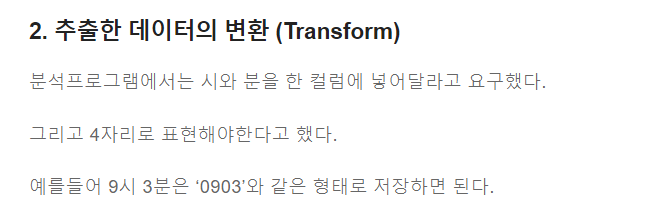 2. 추출한 데이터의 변환 (Transform)
분석프로그램에서는 시와 분을 한 컬럼에 넣어달라고 요구했다.
그리고 4자리로 표현해야한다고 했다.
예를들어 9시 3분은 ‘0903’와 같은 형태로 저장하면 된다.